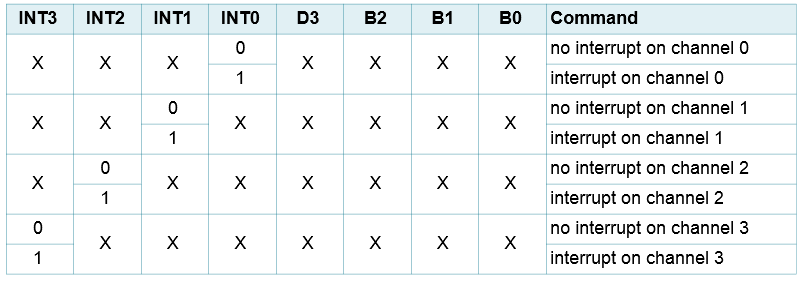 INT3 INT2 INT1 INT0 D3 B2 B1 B0 Command
X X X 0 X X X X no interrupt on channel 0
1 interrupt on channel 0
X X 0 X X X X X no interrupt on channel 1
1 interrupt on channel 1
X 0 X X X X X X no interrupt on channel 2
1 interrupt on channel 2
0 X X X X X X X no interrupt on channel 3
1 interrupt on channel 3